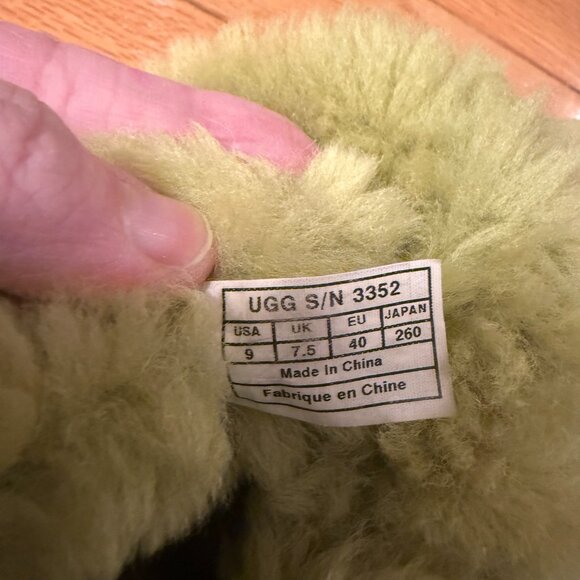 UGG S/N 3352
USA UK EU JAPAN
9 7.5 40 260
Made In China
Fabrique en Chine